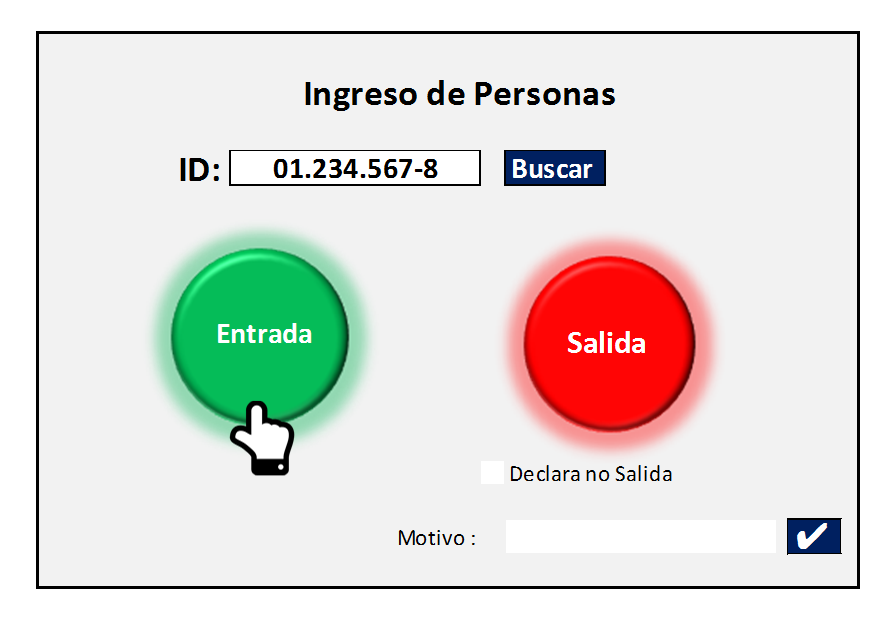 Ingreso de Personas
ID: 01.234.567-8 Buscar
Entrada
Salida
Declara no Salida
Motivo :